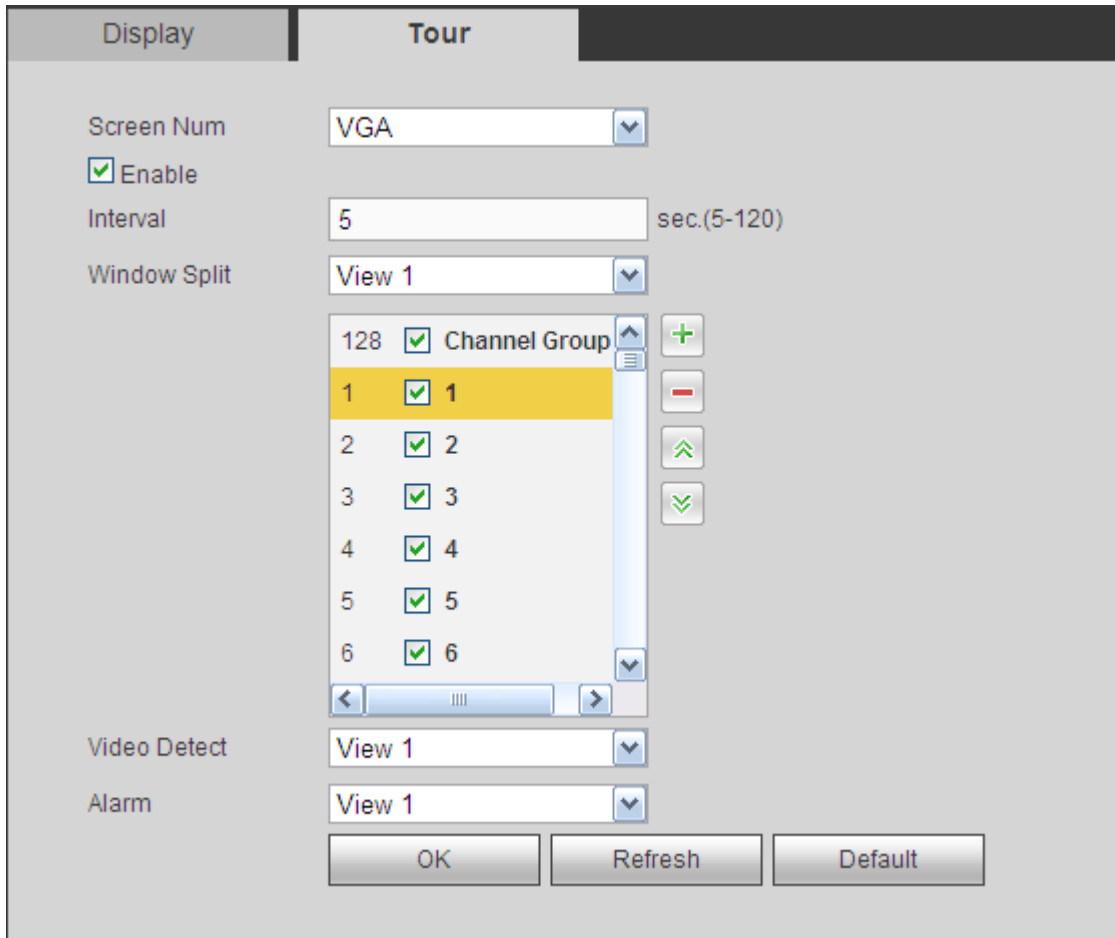 Display Tour
Screen Num VGA
Enable
Interval 5 sec.(5-120)
Window Split View 1
128 Channel Group
1 1
2 2
3 3
4 4
5 5
6 6
Video Detect View 1
Alarm View 1
OK Refresh Default